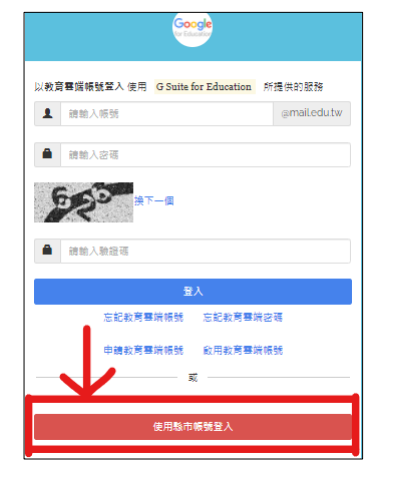 Google
for Education
以教育雲端帳號登入 使用 G Suite for Education 所提供的服務
請輸入帳號 @mail.edu.tw
請輸入密碼
換下一個
請輸入驗證碼
登入
忘記教育雲端帳號 忘記教育雲端密碼
申請教育雲端帳號 啟用教育雲端帳號
或
使用縣市帳號登入